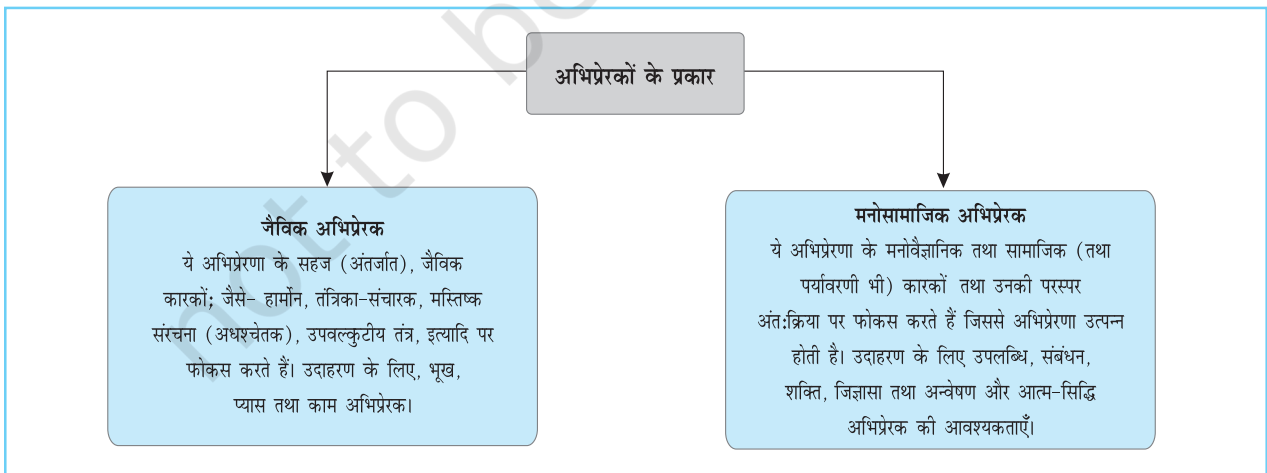 अभिप्रेरकों के प्रकार
जैविक अभिप्रेरक
ये अभिप्रेरणा के सहज (अंतर्जात), जैविक
कारकों; जैसे- हार्मोन, तंत्रिका-संचारक, मस्तिष्क
संरचना (अधश्चेतक), उपवल्कुटीय तंत्र, इत्यादि पर
फोकस करते हैं। उदाहरण के लिए, भूख,
प्यास तथा काम अभिप्रेरक।
मनोसामाजिक अभिप्रेरक
ये अभिप्रेरणा के मनोवैज्ञानिक तथा सामाजिक (तथा
पर्यावरणी भी) कारकों तथा उनकी परस्पर
अंत:क्रिया पर फोकस करते हैं जिससे अभिप्रेरणा उत्पन्न
होती है। उदाहरण के लिए उपलब्धि, संबंधन,
शक्ति, जिज्ञासा तथा अन्वेषण और आत्म-सिद्धि
अभिप्रेरक की आवश्यकताएँ।
not to be